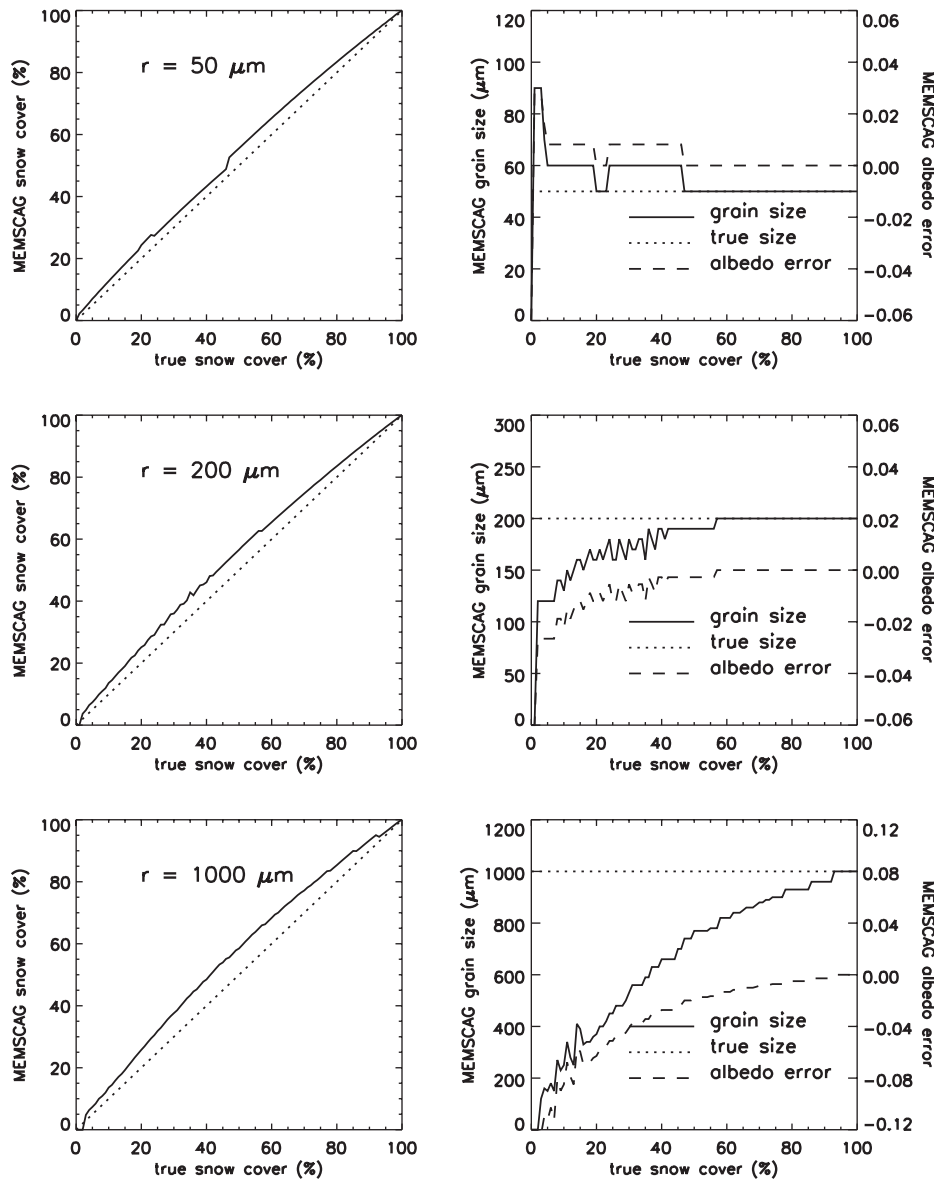 r = 50 μm
MEMSCAG snow cover (%)
100
80
60
40
20
0
0 20 40 60 80 100
true snow cover (%)
MEMSCAG grain size (μm)
120
100
80
60
40
20
0
0 20 40 60 80 100
true snow cover (%)
grain size
true size
albedo error
0.06
0.04
0.02
0.00
−0.02
−0.04
−0.06
MEMSCAG albedo error
r = 200 μm
MEMSCAG snow cover (%)
100
80
60
40
20
0
0 20 40 60 80 100
true snow cover (%)
MEMSCAG grain size (μm)
300
250
200
150
100
50
0
0 20 40 60 80 100
true snow cover (%)
grain size
true size
albedo error
0.06
0.04
0.02
0.00
−0.02
−0.04
−0.06
MEMSCAG albedo error
r = 1000 μm
MEMSCAG snow cover (%)
100
80
60
40
20
0
0 20 40 60 80 100
true snow cover (%)
MEMSCAG grain size (μm)
1200
1000
800
600
400
200
0
0 20 40 60 80 100
true snow cover (%)
grain size
true size
albedo error
0.12
0.08
0.04
0.00
−0.04
−0.08
−0.12
MEMSCAG albedo error